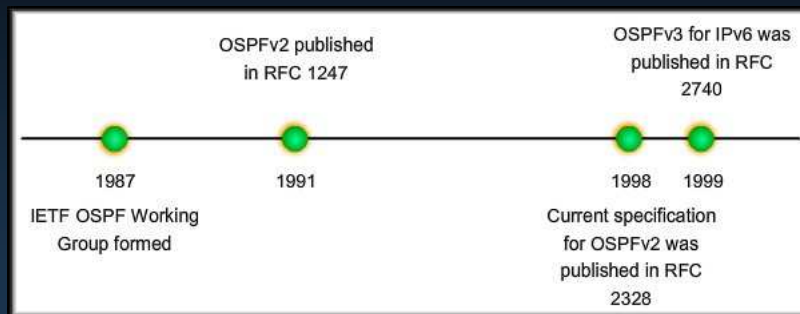 OSPFv2 published
in RFC 1247
OSPFv3 for IPv6 was
published in RFC
2740
1987
1991
1998
1999
IETF OSPF Working
Group formed
Current specification
for OSPFv2 was
published in RFC
2328